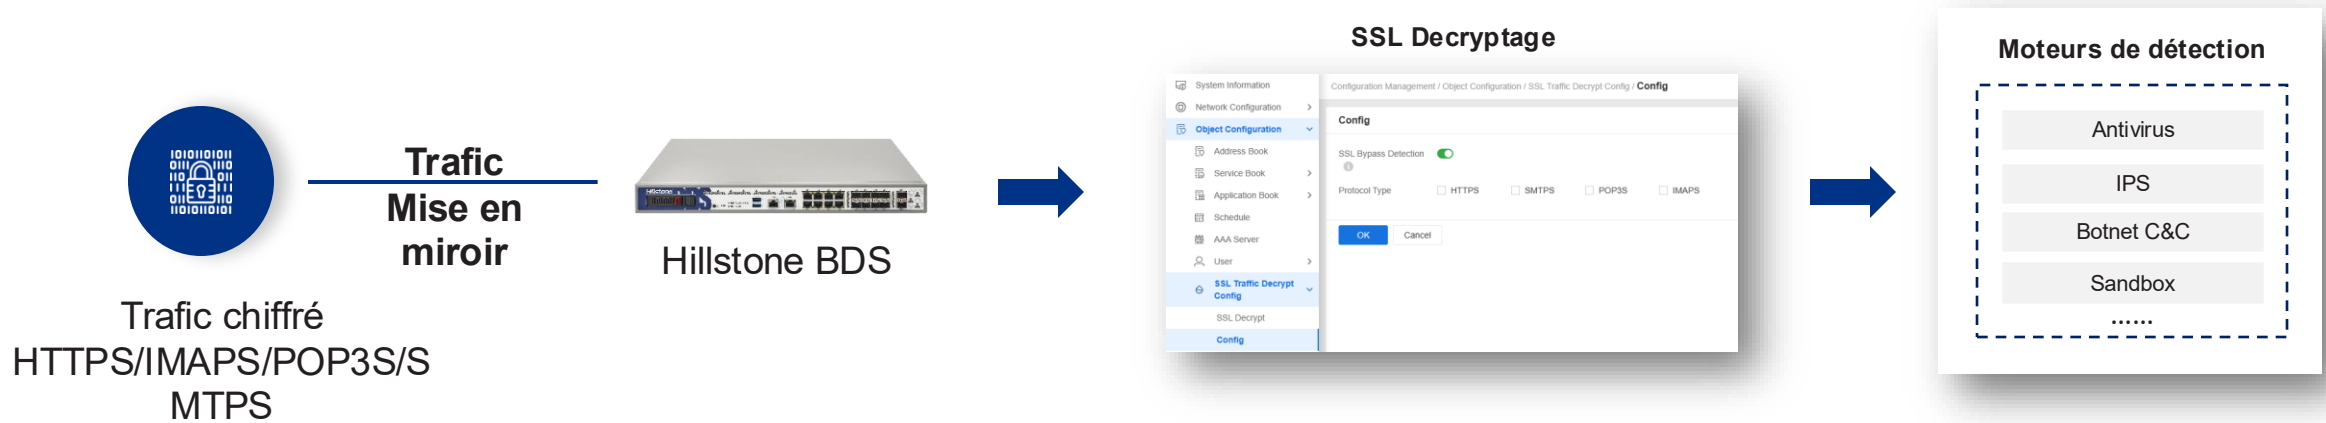 Trafic chiffré
HTTPS/IMAPS/POP3S/S
MTPS
Trafic
Mise en
miroir
Hillstone
Hillstone BDS
SSL Decryptage
System Information
Network Configuration
Object Configuration
Address Book
Service Book
Application Book
Schedule
AAA Server
User
SSL Traffic Decrypt
Config
SSL Decrypt
Config
Configuration Management / Object Configuration / SSL Traffic Decrypt Config / Config
Config
SSL Bypass Detection
Protocol Type HTTPS SMTPS POP3S IMAPS
OK Cancel
Moteurs de détection
Antivirus
IPS
Botnet C&C
Sandbox
......